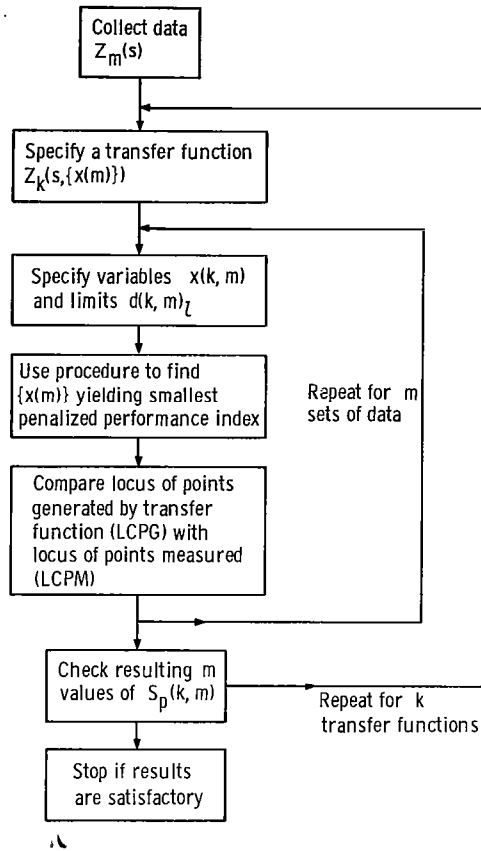 Collect data
Z_m(s)
Specify a transfer function
Z_k(s,{x(m)})
Specify variables x(k, m)
and limits d(k, m)_l
Use procedure to find
{x(m)} yielding smallest
penalized performance index
Repeat for m
sets of data
Compare locus of points
generated by transfer
function (LCPG) with
locus of points measured
(LCPM)
Check resulting m
values of S_p(k, m)
Repeat for k
transfer functions
Stop if results
are satisfactory